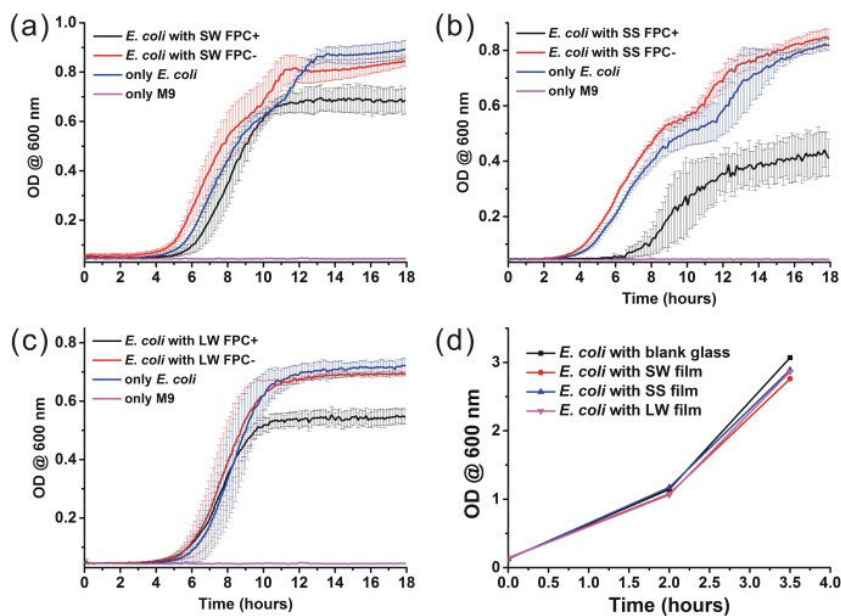 (a)
E. coli with SW FPC+
E. coli with SW FPC-
only E. coli
only M9
OD @ 600 nm
1.0
0.8
0.6
0.4
0.2
0 2 4 6 8 10 12 14 16 18
Time (hours)
(b)
E. coli with SS FPC+
E. coli with SS FPC-
only E. coli
only M9
OD @ 600 nm
0.8
0.6
0.4
0.2
0 2 4 6 8 10 12 14 16 18
Time (hours)
(c)
E. coli with LW FPC+
E. coli with LW FPC-
only E. coli
only M9
OD @ 600 nm
0.8
0.6
0.4
0.2
0 2 4 6 8 10 12 14 16 18
Time (hours)
(d)
E. coli with blank glass
E. coli with SW film
E. coli with SS film
E. coli with LW film
OD @ 600 nm
3
2
1
0
0.0 0.5 1.0 1.5 2.0 2.5 3.0 3.5 4.0
Time (hours)